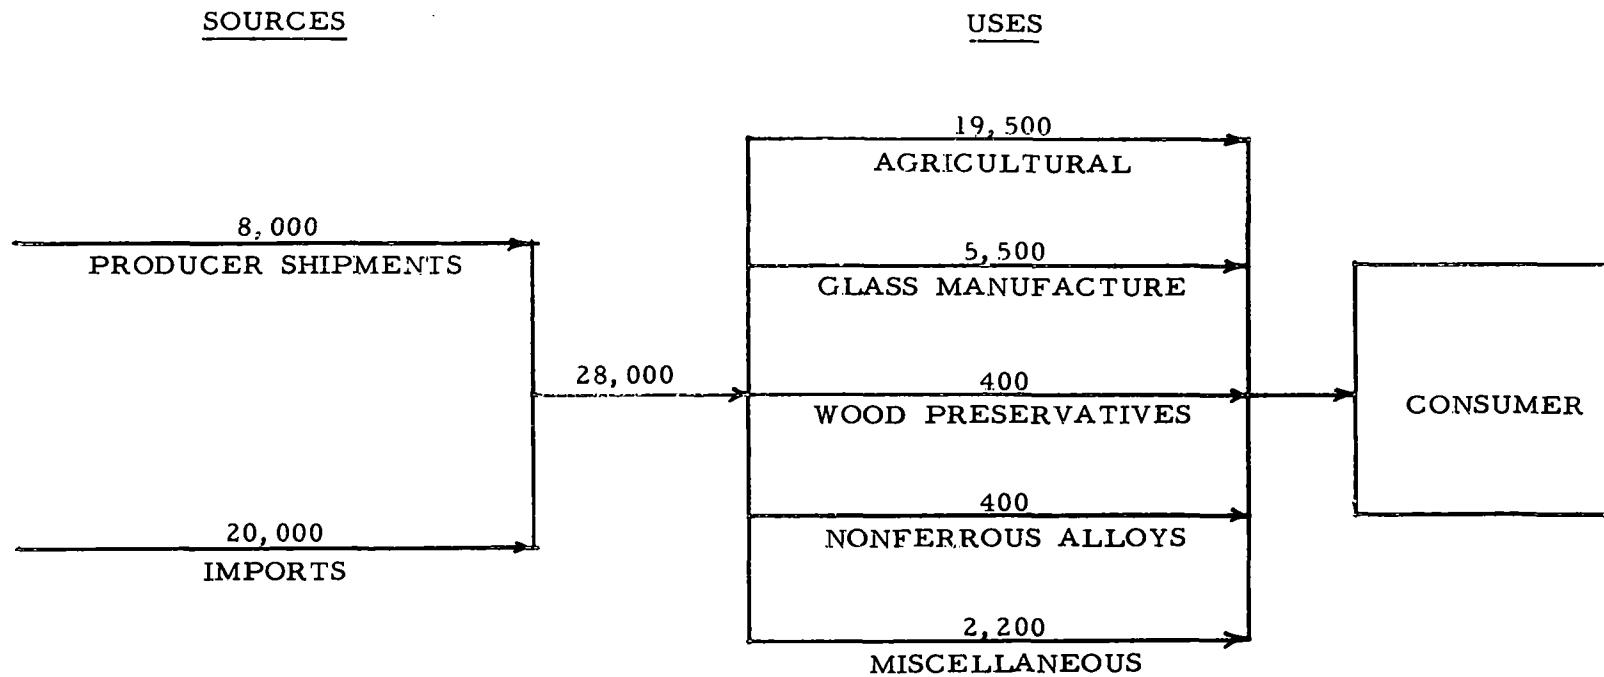 SOURCES
USES
19,500
AGRICULTURAL
8,000
PRODUCER SHIPMENTS
5,500
GLASS MANUFACTURE
28,000
400
WOOD PRESERVATIVES
CONSUMER
400
NONFERROUS ALLOYS
20,000
IMPORTS
2,200
MISCELLANEOUS